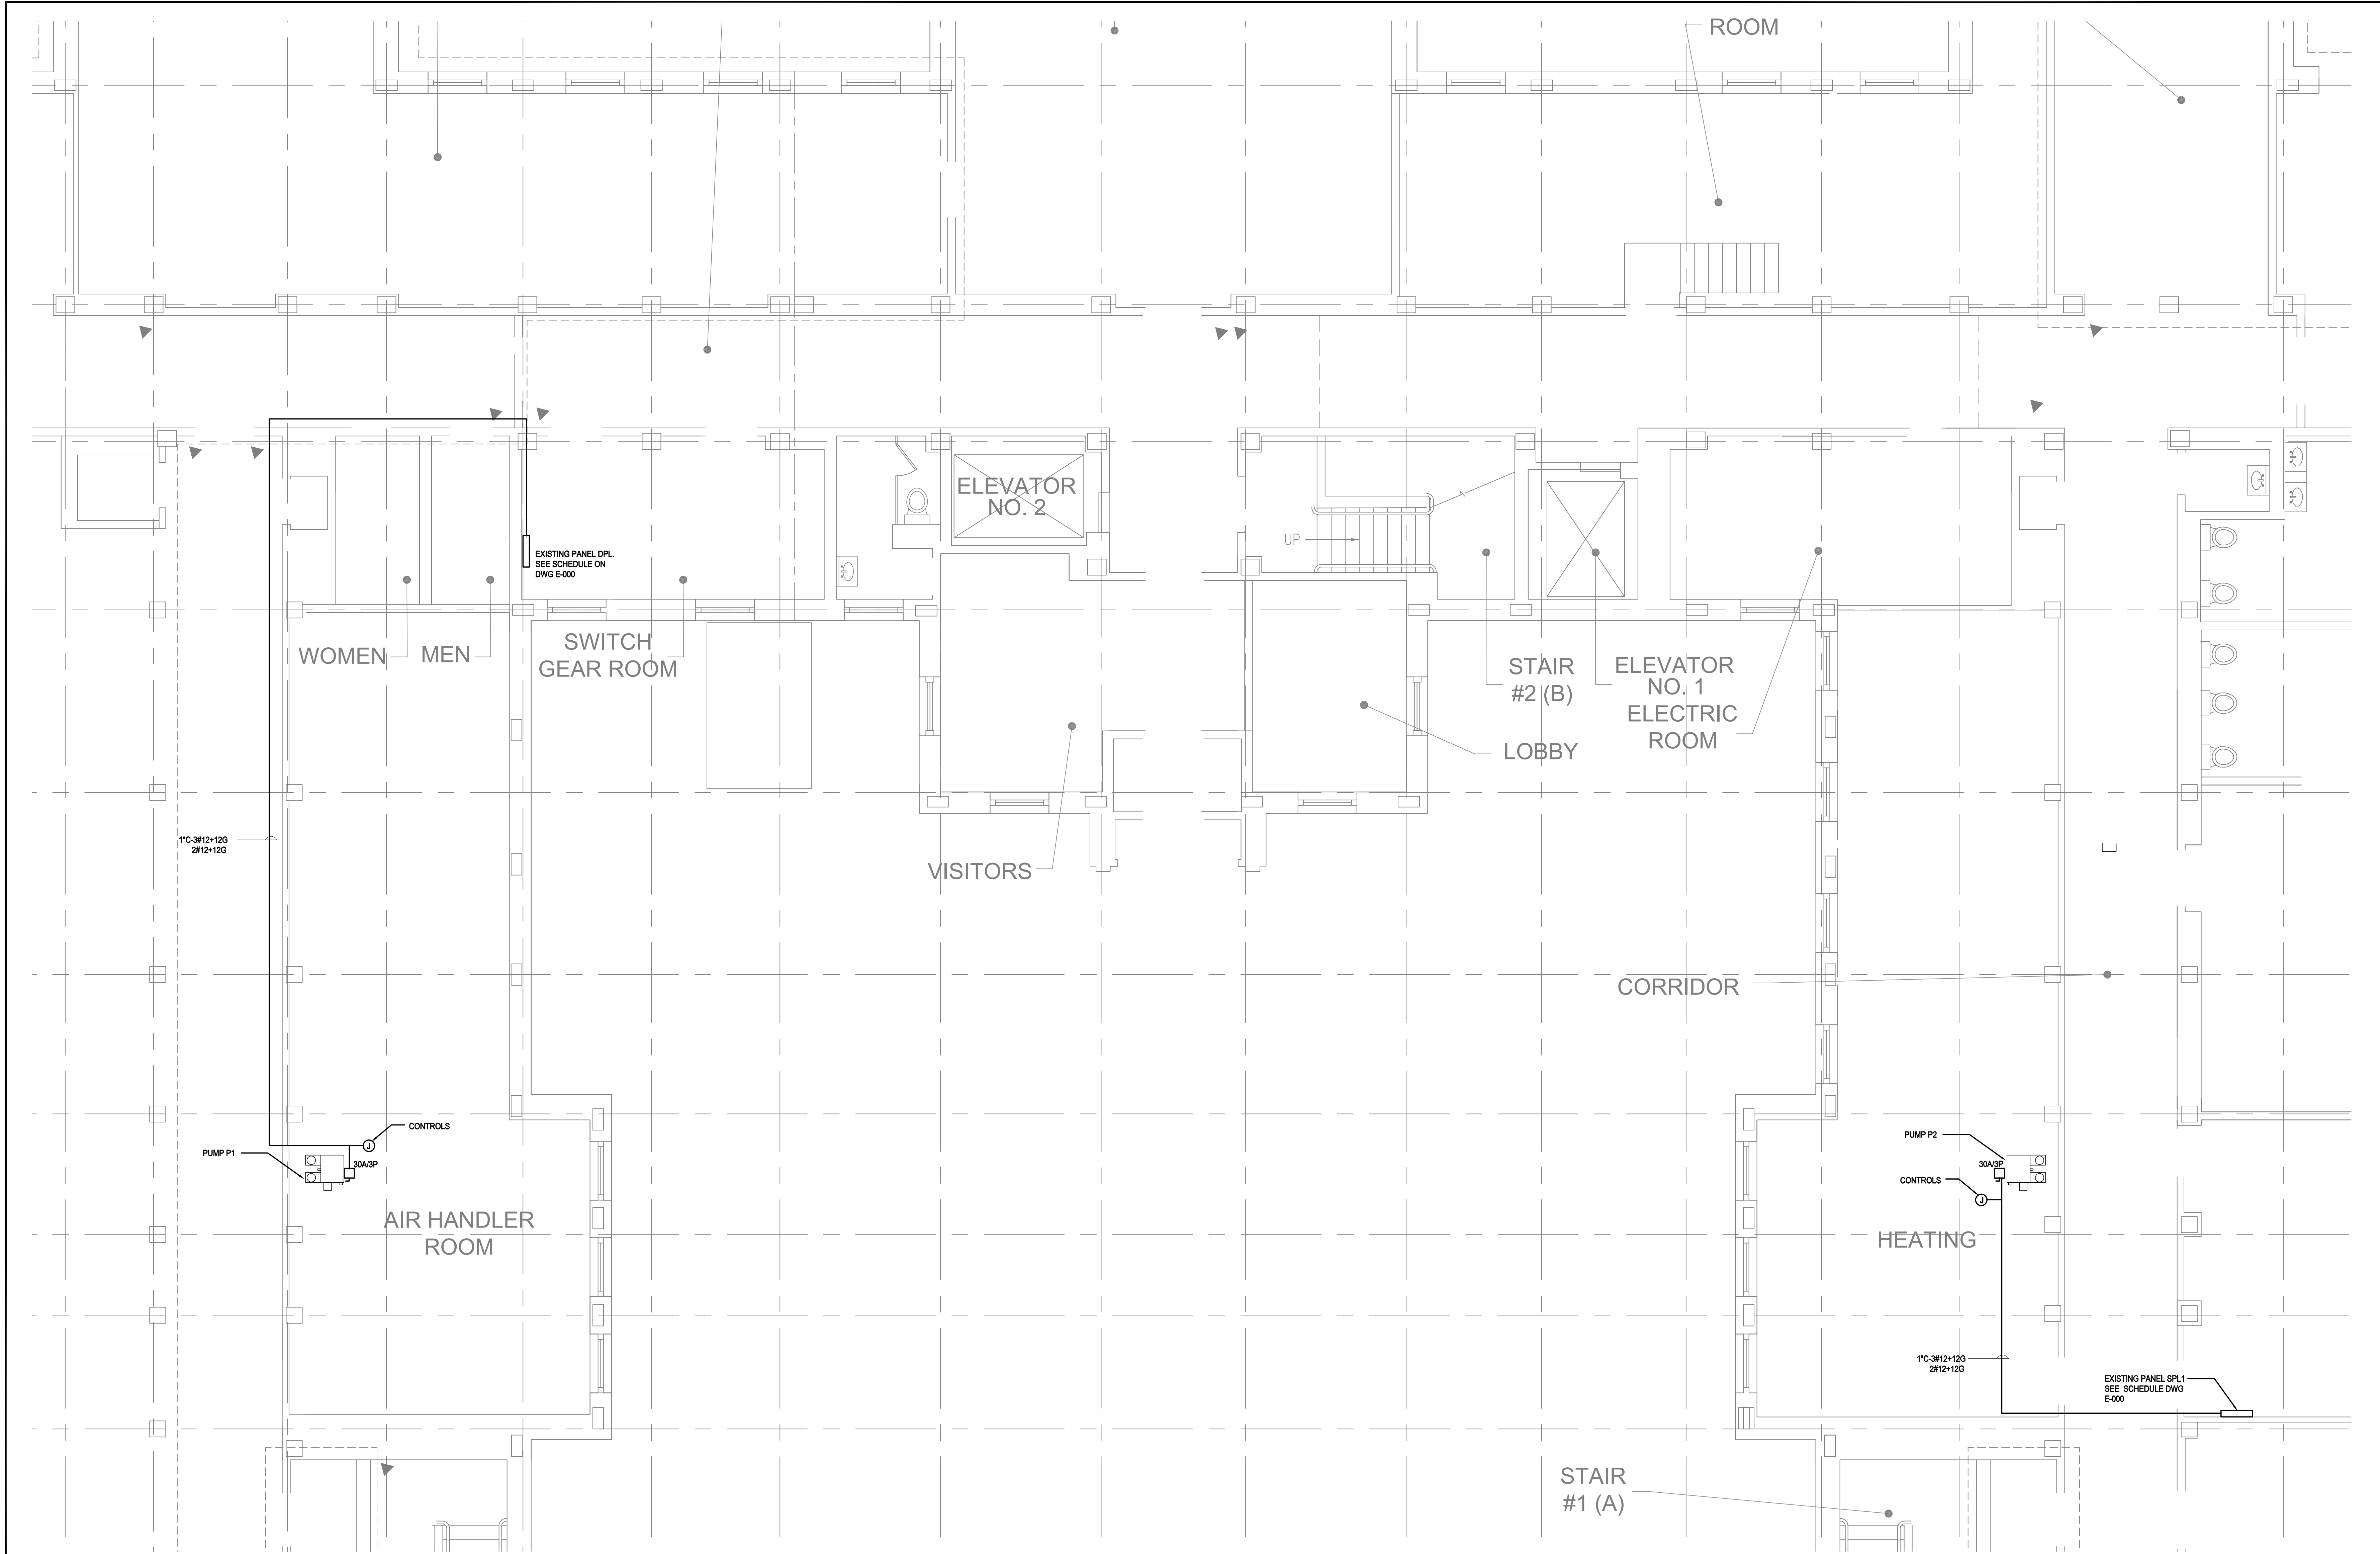 ROOM
ELEVATOR
NO. 2
UP
EXISTING PANEL DPL.
SEE SCHEDULE ON
DWG E-000
WOMEN
MEN
SWITCH
GEAR ROOM
STAIR
#2 (B)
ELEVATOR
NO. 1
ELECTRIC
ROOM
LOBBY
VISITORS
1"C-3#12+12G
2#12+12G
CORRIDOR
CONTROLS
J
PUMP P1
30A/3P
AIR HANDLER
ROOM
PUMP P2
30A/3P
CONTROLS
J
HEATING
1"C-3#12+12G
2#12+12G
EXISTING PANEL SPL1
SEE SCHEDULE DWG
E-000
STAIR
#1 (A)